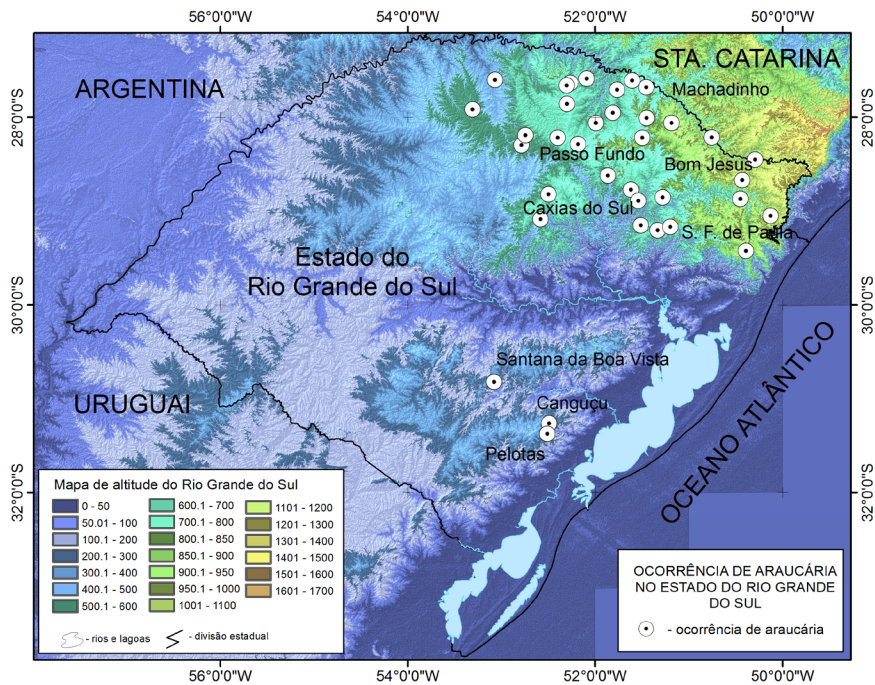 56°0'0"W
54°0'0"W
52°0'0"W
50°0'0"W
STA. CATARINA
ARGENTINA
Machadinho
28°0'0"S
28°0'0"S
Passo Fundo
Bom Jesus
Caxias do Sul
S. F. de Paula
Estado do
Rio Grande do Sul
30°0'0"S
30°0'0"S
Santana da Boa Vista
URUGUAI
Canguçu
Pelotas
OCEANO ATLÂNTICO
32°0'0"S
32°0'0"S
Mapa de altitude do Rio Grande do Sul
0 - 50
50.01 - 100
100.1 - 200
200.1 - 300
300.1 - 400
400.1 - 500
500.1 - 600
600.1 - 700
700.1 - 800
800.1 - 850
850.1 - 900
900.1 - 950
950.1 - 1000
1001 - 1100
1101 - 1200
1201 - 1300
1301 - 1400
1401 - 1500
1501 - 1600
1601 - 1700
- rios e lagoas
- divisão estadual
OCORRÊNCIA DE ARAUCÁRIA
NO ESTADO DO RIO GRANDE
DO SUL
- ocorrência de araucária
56°0'0"W
54°0'0"W
52°0'0"W
50°0'0"W